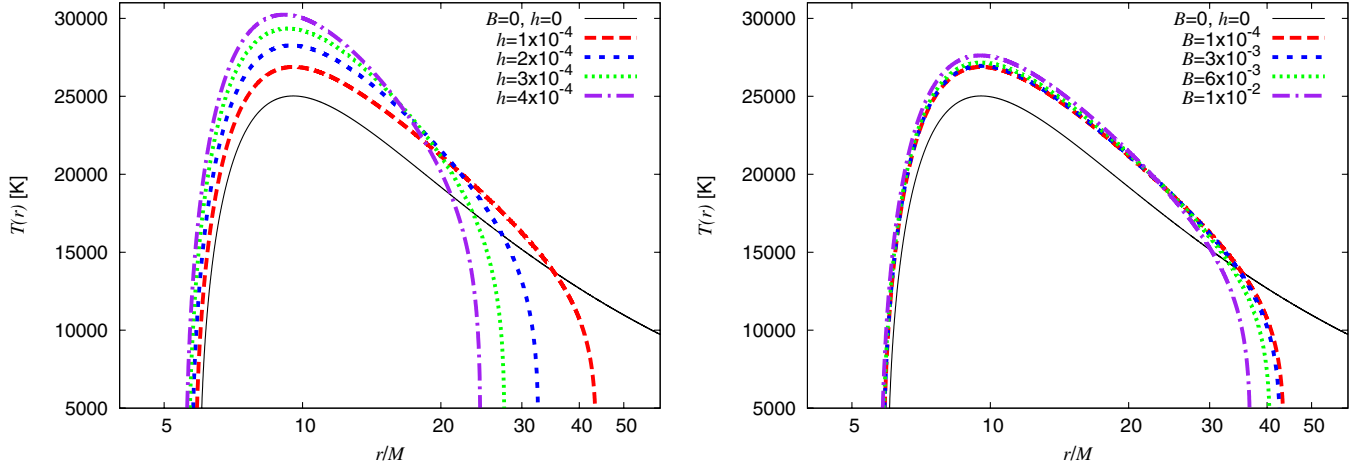 30000
25000
20000
15000
10000
5000
T(r) [K]
5
10
20
30
40
50
r/M
B=0, h=0
h=1x10⁻⁴
h=2x10⁻⁴
h=3x10⁻⁴
h=4x10⁻⁴
30000
25000
20000
15000
10000
5000
T(r) [K]
5
10
20
30
40
50
r/M
B=0, h=0
B=1x10⁻⁴
B=3x10⁻³
B=6x10⁻³
B=1x10⁻²